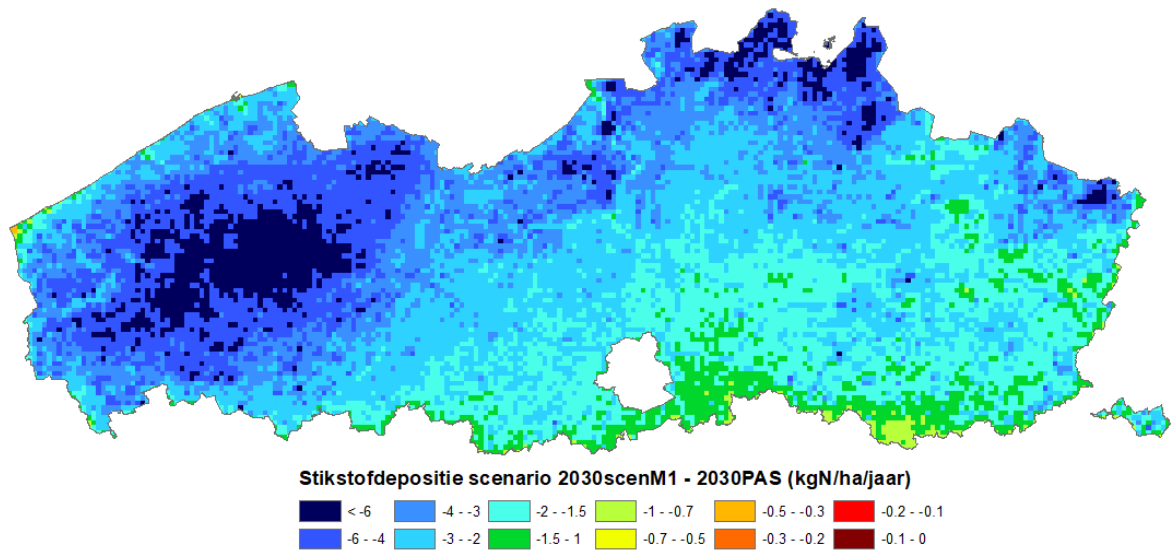 Stikstofdepositie scenario 2030scenM1 - 2030PAS (kgN/ha/jaar)
< -6 -4 - -3 -2 - -1.5 -1 - -0.7 -0.5 - -0.3 -0.2 - -0.1
-6 - -4 -3 - -2 -1.5 - 1 -0.7 - -0.5 -0.3 - -0.2 -0.1 - 0